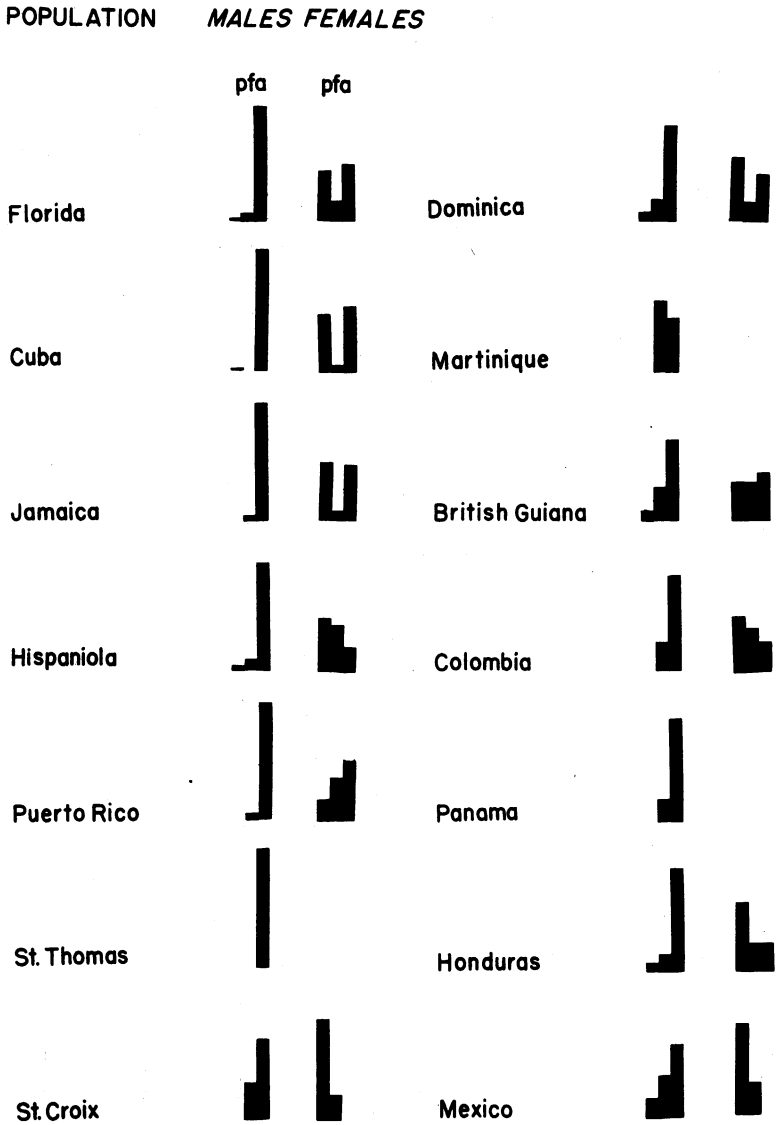 POPULATION MALES FEMALES
pfa pfa
Florida
Dominica
Cuba
Martinique
Jamaica
British Guiana
Hispaniola
Colombia
Puerto Rico
Panama
St. Thomas
Honduras
St. Croix
Mexico